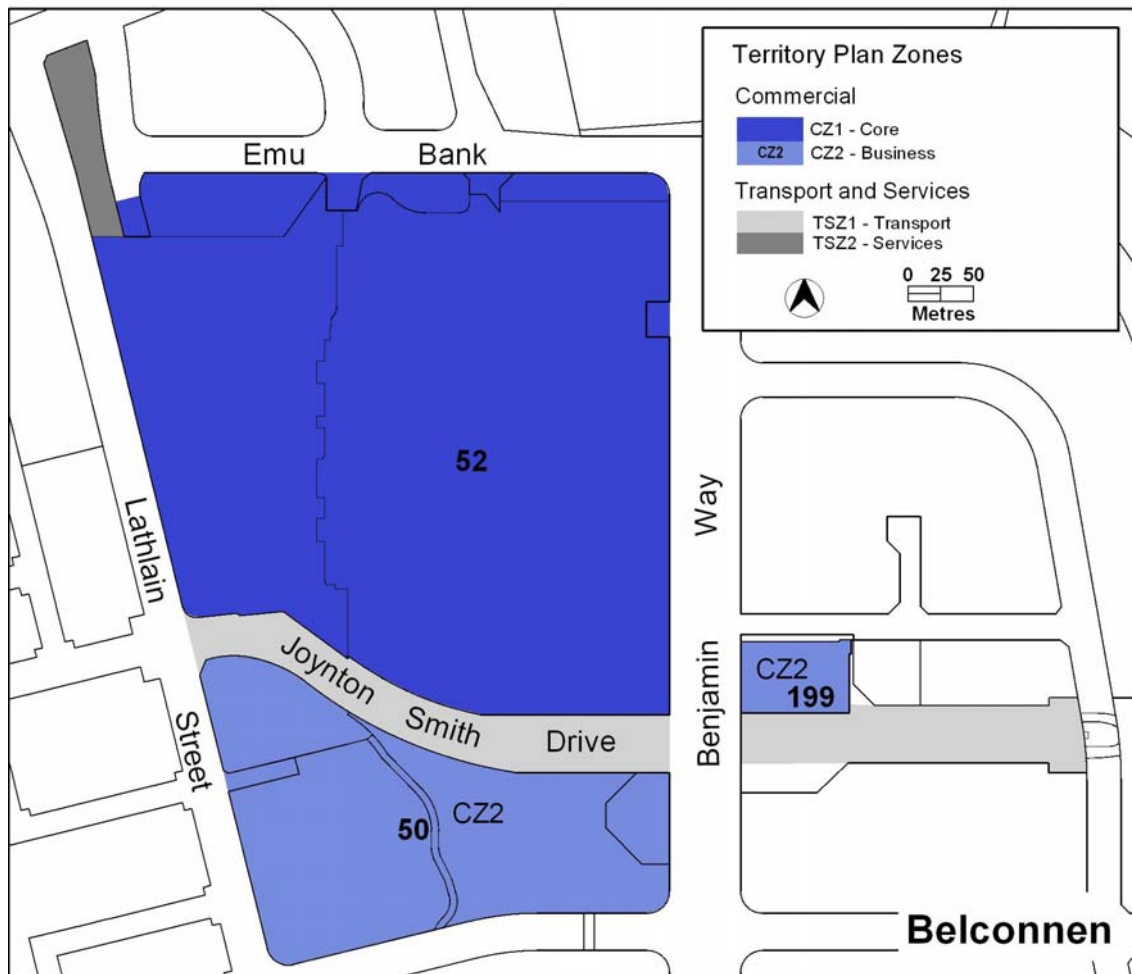 Territory Plan Zones
Commercial
CZ1 - Core
CZ2 CZ2 - Business
Transport and Services
TSZ1 - Transport
TSZ2 - Services
0 25 50
Metres
Emu Bank
52
Way
Benjamin
Lathlain
Street
Joynton
Smith
Drive
CZ2
199
CZ2
50
Belconnen